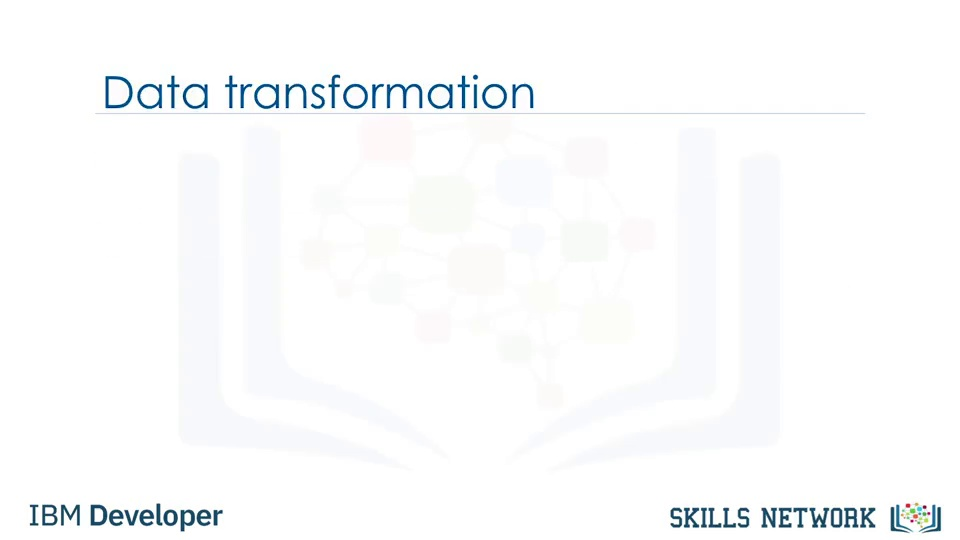 Data transformation
IBM Developer
SKILLS NETWORK